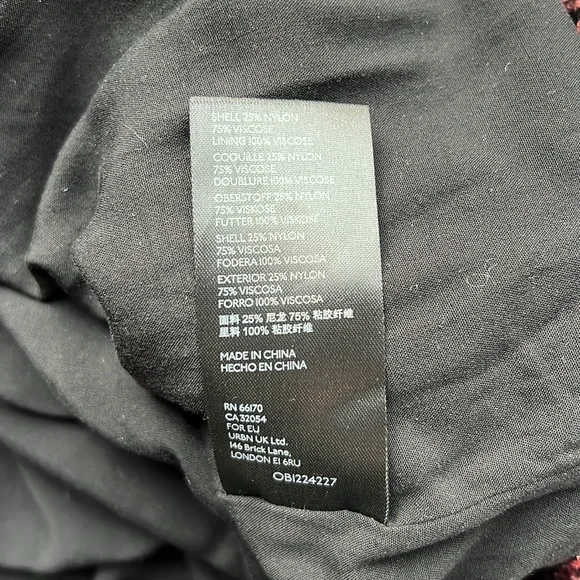 SHELL 25% NYLON
75% VISCOSE
LINING 100% VISCOSE
COQUILLE 25% NYLON
75% VISCOSE
DOUBLURE 100% VISCOSE
OBERSTOFF 25% NYLON
75% VISKOSE
FUTTER 100% VISKOSE
SHELL 25% NYLON
75% VISCOSA
FODERA 100% VISCOSA
EXTERIOR 25% NYLON
75% VISCOSA
FORRO 100% VISCOSA
面料 25% 尼龙 75% 粘胶纤维
里料 100% 粘胶纤维
MADE IN CHINA
HECHO EN CHINA
RN 66170
CA 32054
FOR EU
URBN UK Ltd.
146 Brick Lane,
LONDON E1 6RU
OB1224227